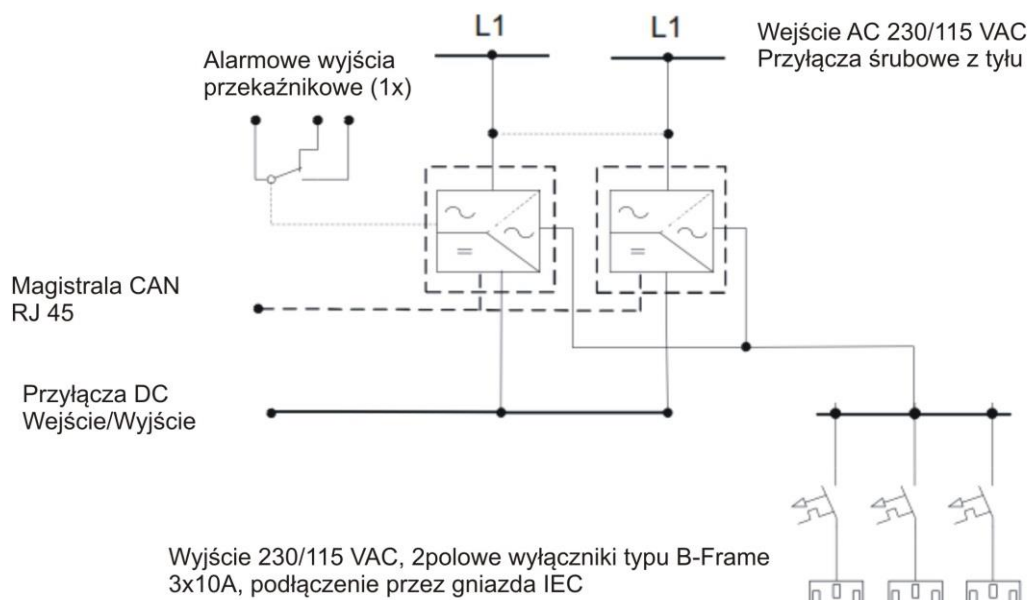 L1
L1
Wejście AC 230/115 VAC
Przyłącza śrubowe z tyłu
Alarmowe wyjścia
przekaźnikowe (1x)
Magistrala CAN
RJ 45
Przyłącza DC
Wejście/Wyjście
Wyjście 230/115 VAC, 2polowe wyłączniki typu B-Frame
3x10A, podłączenie przez gniazda IEC